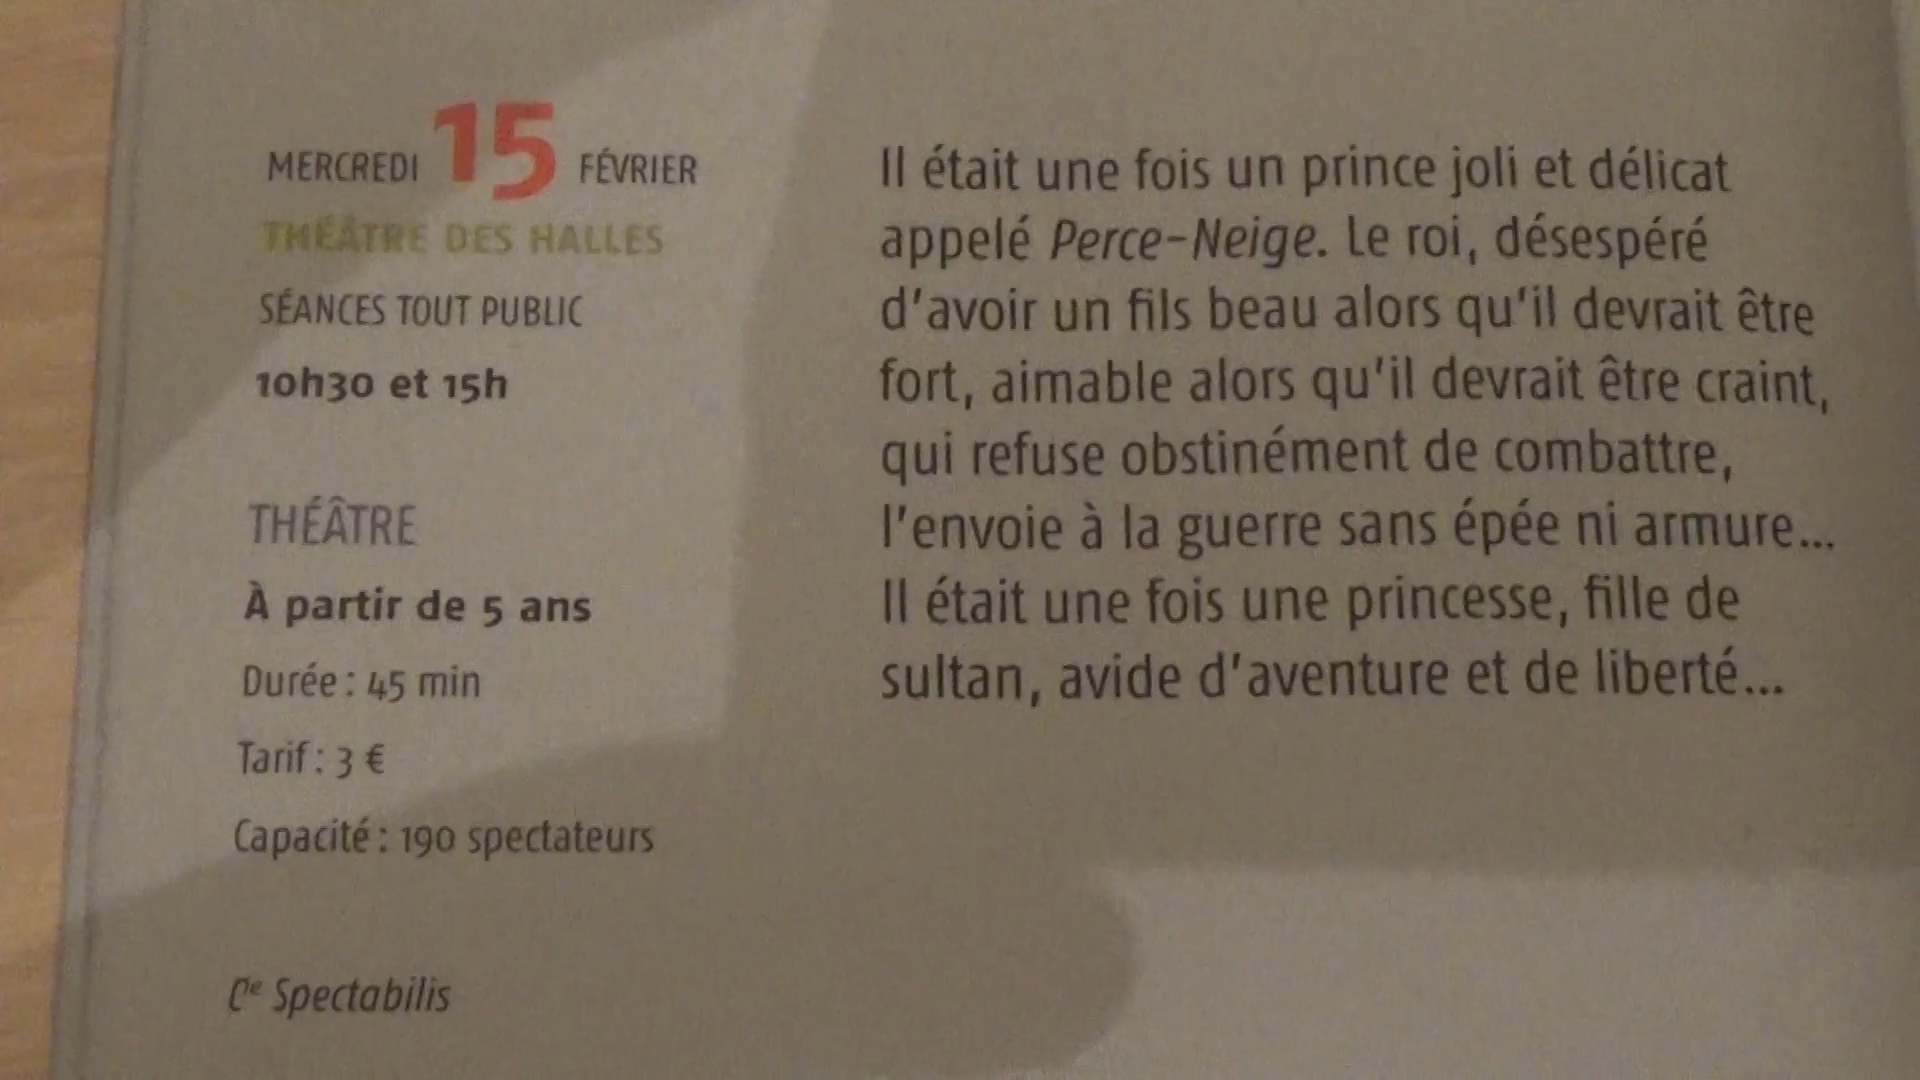 MERCREDI 15 FÉVRIER
THÉÂTRE DES HALLES
SÉANCES TOUT PUBLIC
10h30 et 15h
THÉÂTRE
À partir de 5 ans
Durée : 45 min
Tarif : 3 €
Capacité : 190 spectateurs
Cie Spectabilis
Il était une fois un prince joli et délicat
appelé Perce-Neige. Le roi, désespéré
d'avoir un fils beau alors qu'il devrait être
fort, aimable alors qu'il devrait être craint,
qui refuse obstinément de combattre,
l'envoie à la guerre sans épée ni armure...
Il était une fois une princesse, fille de
sultan, avide d'aventure et de liberté...